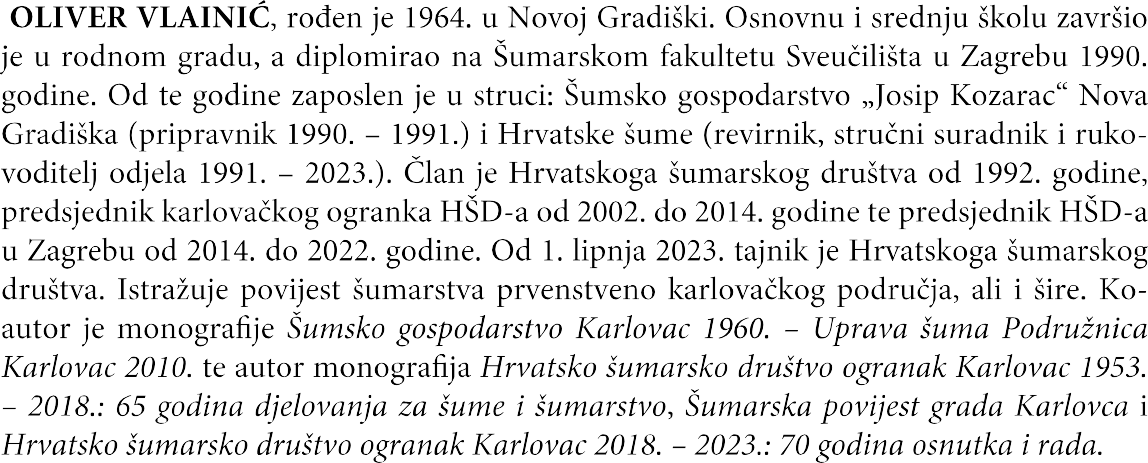 OLIVER VLAINIĆ, rođen je 1964. u Novoj Gradiški. Osnovnu i srednju školu završio
je u rodnom gradu, a diplomirao na Šumarskom fakultetu Sveučilišta u Zagrebu 1990.
godine. Od te godine zaposlen je u struci: Šumsko gospodarstvo „Josip Kozarac“ Nova
Gradiška (pripravnik 1990. – 1991.) i Hrvatske šume (revirnik, stručni suradnik i ruko-
voditelj odjela 1991. – 2023.). Član je Hrvatskoga šumarskog društva od 1992. godine,
predsjednik karlovačkog ogranka HŠD-a od 2002. do 2014. godine te predsjednik HŠD-a
u Zagrebu od 2014. do 2022. godine. Od 1. lipnja 2023. tajnik je Hrvatskoga šumarskog
društva. Istražuje povijest šumarstva prvenstveno karlovačkog područja, ali i šire. Ko-
autor je monografije Šumsko gospodarstvo Karlovac 1960. – Uprava šuma Podružnica
Karlovac 2010. te autor monografija Hrvatsko šumarsko društvo ogranak Karlovac 1953.
– 2018.: 65 godina djelovanja za šume i šumarstvo, Šumarska povijest grada Karlovca i
Hrvatsko šumarsko društvo ogranak Karlovac 2018. – 2023.: 70 godina osnutka i rada.